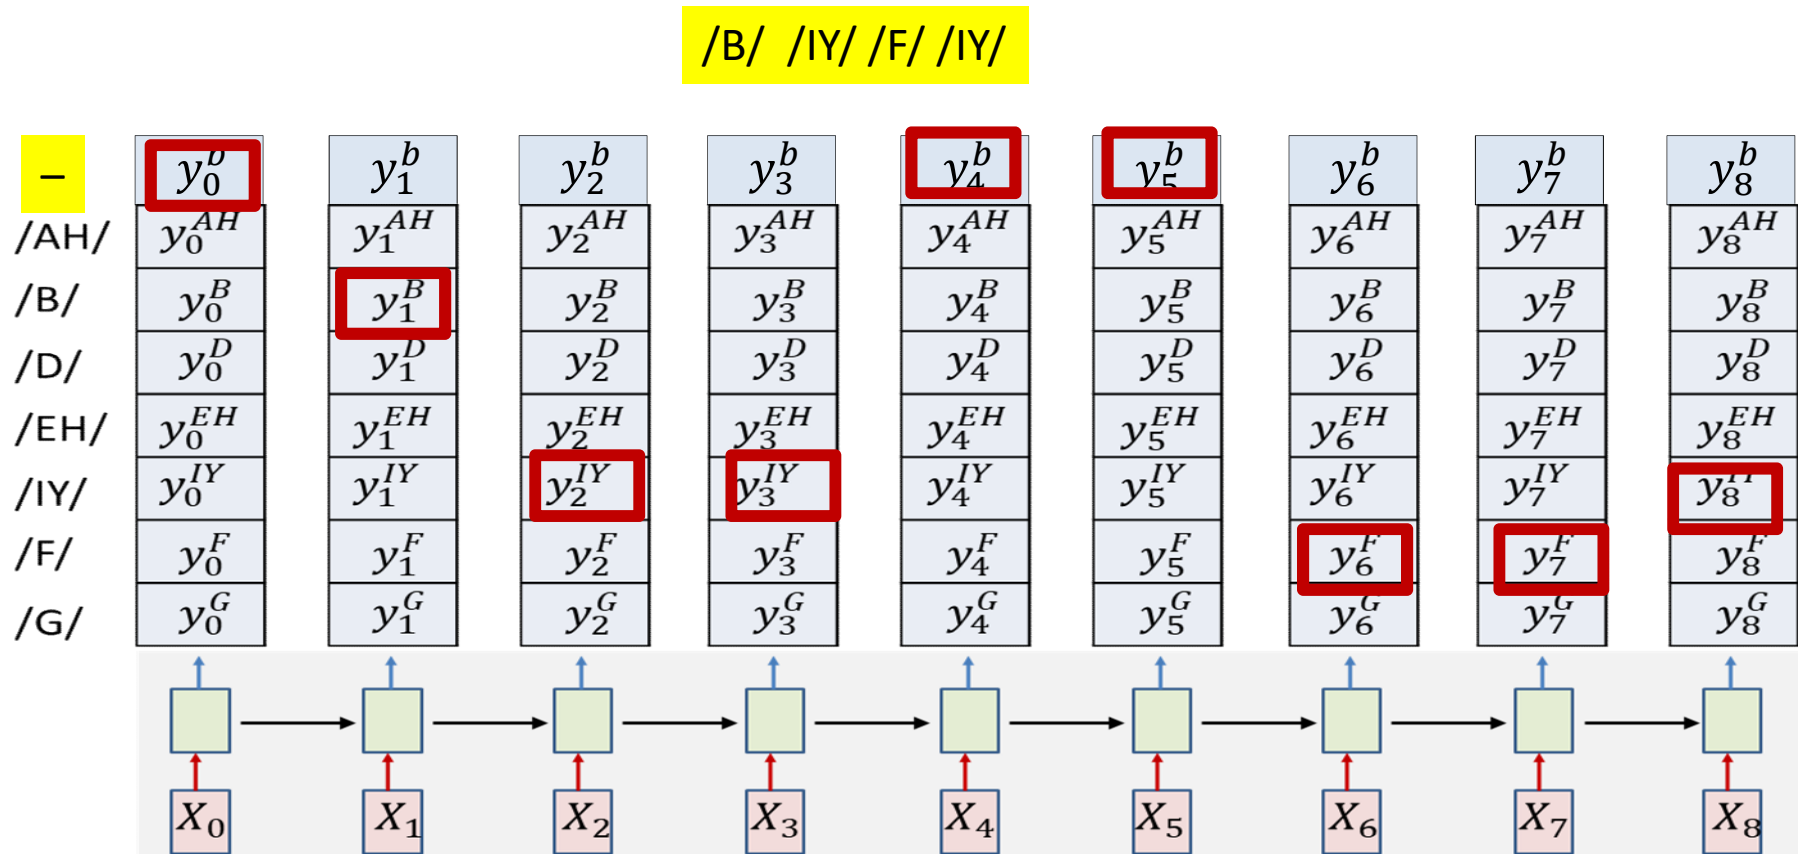 /B/ /IY/ /F/ /IY/
– y_0^b y_1^b y_2^b y_3^b y_4^b y_5^b y_6^b y_7^b y_8^b
/AH/ y_0^{AH} y_1^{AH} y_2^{AH} y_3^{AH} y_4^{AH} y_5^{AH} y_6^{AH} y_7^{AH} y_8^{AH}
/B/ y_0^B y_1^B y_2^B y_3^B y_4^B y_5^B y_6^B y_7^B y_8^B
/D/ y_0^D y_1^D y_2^D y_3^D y_4^D y_5^D y_6^D y_7^D y_8^D
/EH/ y_0^{EH} y_1^{EH} y_2^{EH} y_3^{EH} y_4^{EH} y_5^{EH} y_6^{EH} y_7^{EH} y_8^{EH}
/IY/ y_0^{IY} y_1^{IY} y_2^{IY} y_3^{IY} y_4^{IY} y_5^{IY} y_6^{IY} y_7^{IY} y_8^{IY}
/F/ y_0^F y_1^F y_2^F y_3^F y_4^F y_5^F y_6^F y_7^F y_8^F
/G/ y_0^G y_1^G y_2^G y_3^G y_4^G y_5^G y_6^G y_7^G y_8^G
X_0 X_1 X_2 X_3 X_4 X_5 X_6 X_7 X_8